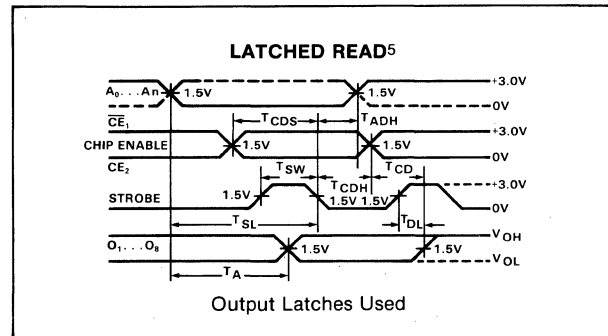 LATCHED READ5
A0...An 1.5V 1.5V +3.0V
0V
TCDS TADH
CE1 +3.0V
CHIP ENABLE
CE2 0V
TSW TCDH TCD
STROBE 1.5V 1.5V 1.5V +3.0V
0V
TSL TDL
O1...O8 1.5V 1.5V VOH
VOL
TA
Output Latches Used